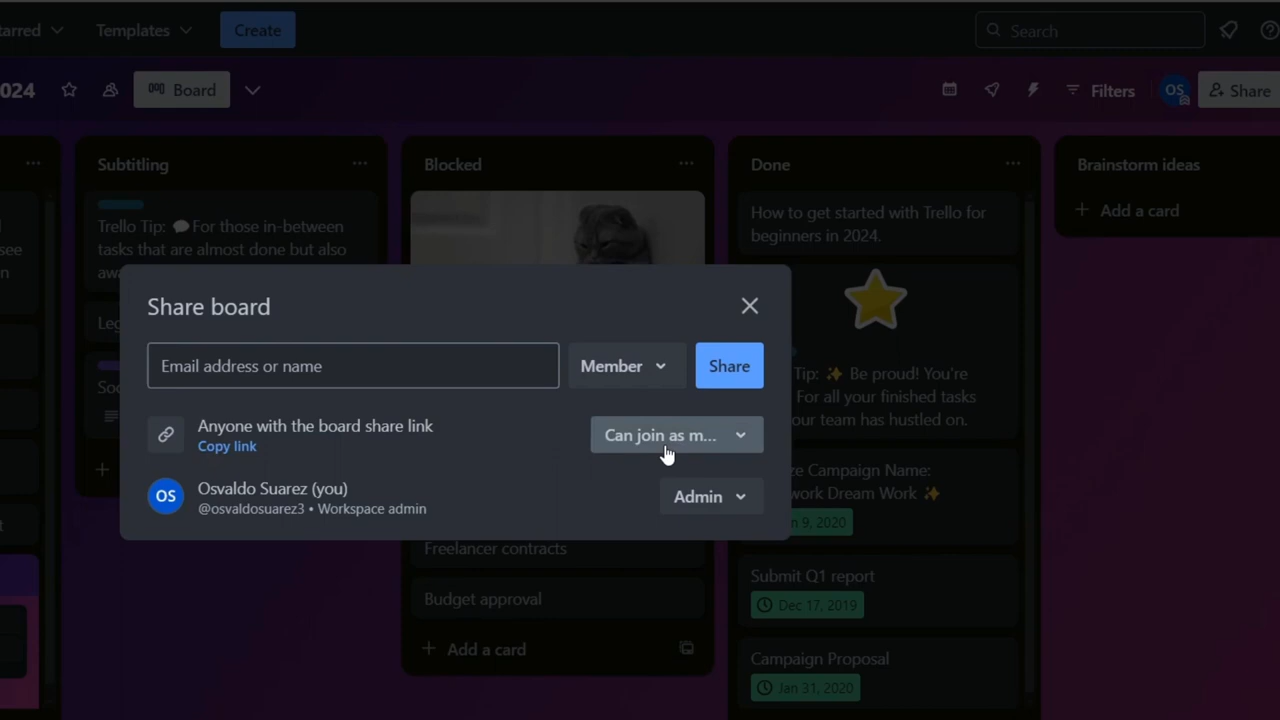 tarred
Templates
Create
Search
2024
Board
Filters
OS
Share
Subtitling
Trello Tip: 💬For those in-between
tasks that are almost done but also
awa
Leg
Soc
see
n
t
Blocked
Freelancer contracts
Budget approval
+ Add a card
Done
How to get started with Trello for
beginners in 2024.
Tip: ✨ Be proud! You're
For all your finished tasks
our team has hustled on.
ze Campaign Name:
work Dream Work ✨
n 9, 2020
Submit Q1 report
Dec 17, 2019
Campaign Proposal
Jan 31, 2020
Brainstorm ideas
+ Add a card
Share board
Email address or name
Member
Share
Anyone with the board share link
Copy link
Can join as m...
OS
Osvaldo Suarez (you)
@osvaldosuarez3 • Workspace admin
Admin